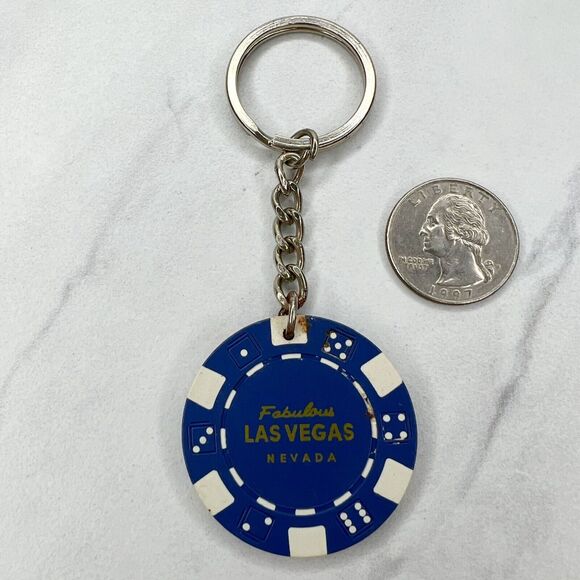 LIBERTY
IN GOD WE
TRUST
1997
Fabulous
LAS VEGAS
NEVADA